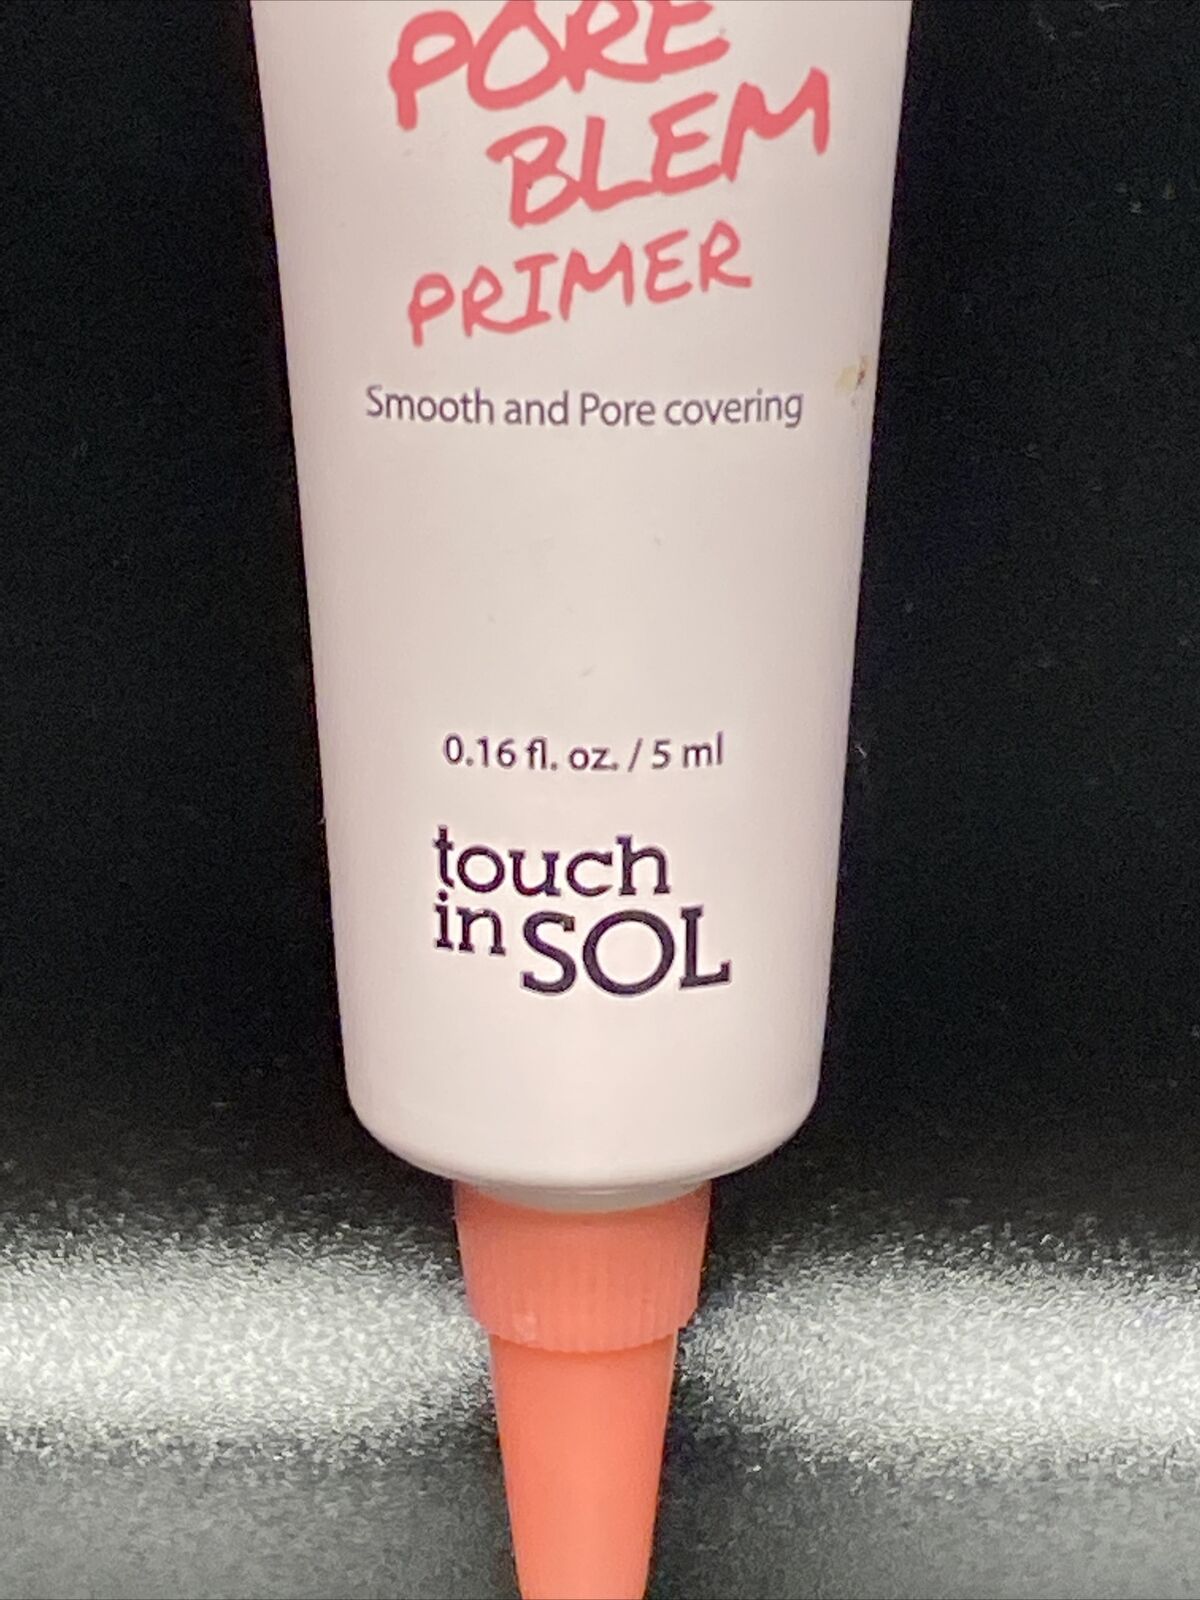 PORE
BLEM
PRIMER
Smooth and Pore covering
0.16 fl. oz. / 5 ml
touch
in SOL